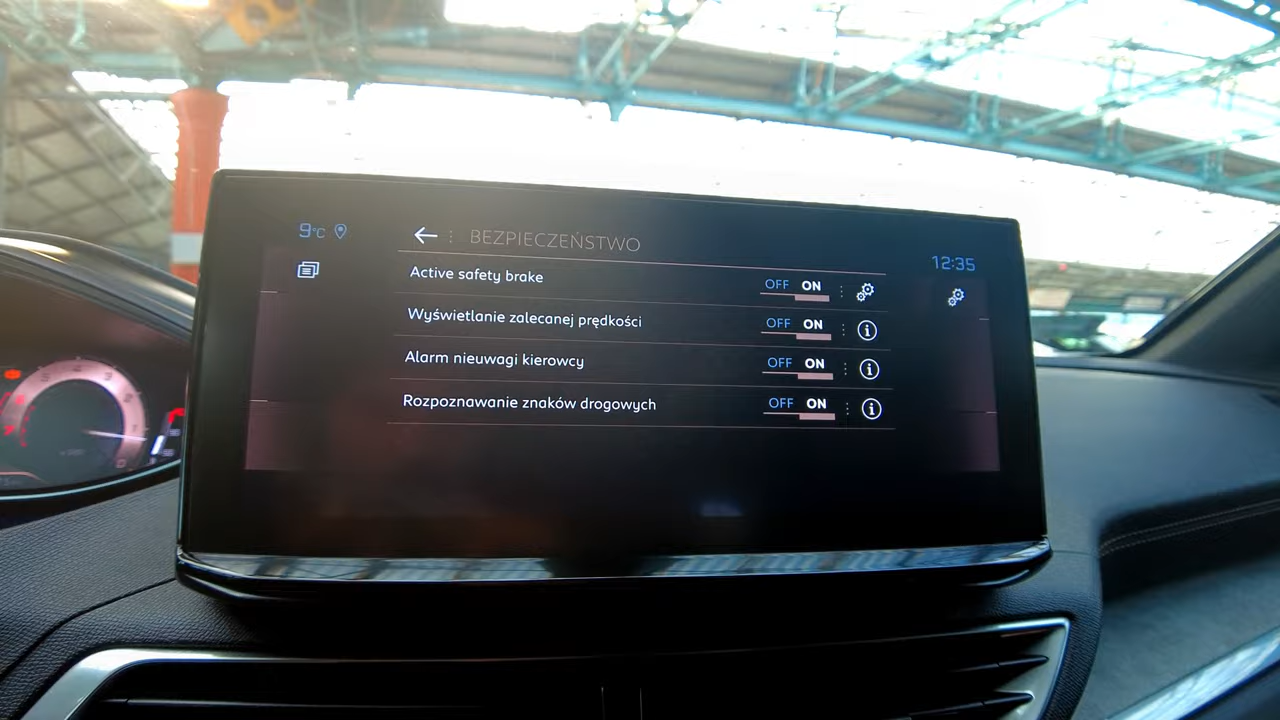 9°C
BEZPIECZEŃSTWO
12:35
Active safety brake OFF ON
Wyświetlanie zalecanej prędkości OFF ON
Alarm nieuwagi kierowcy OFF ON
Rozpoznawanie znaków drogowych OFF ON